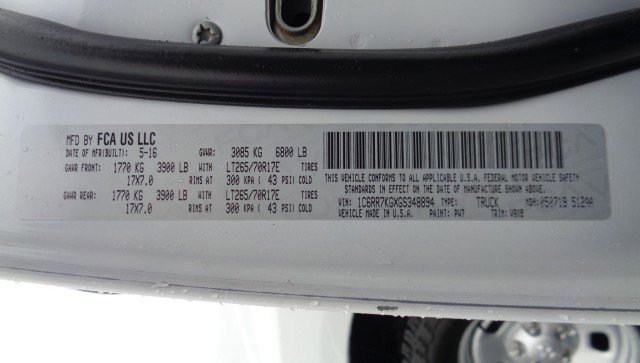 MFD BY FCA US LLC
DATE OF MFR(BUILT): 5-16 GVWR: 3085 KG 6800 LB
GAWR FRONT: 1770 KG 3900 LB WITH LT265/70R17E TIRES
17X7.0 RIMS AT 300 KPA ( 43 PSI) COLD
GAWR REAR: 1770 KG 3900 LB WITH LT265/70R17E TIRES
17X7.0 RIMS AT 300 KPA ( 43 PSI) COLD
THIS VEHICLE CONFORMS TO ALL APPLICABLE U.S.A. FEDERAL MOTOR VEHICLE SAFETY
STANDARDS IN EFFECT ON THE DATE OF MANUFACTURE SHOWN ABOVE
VIN: 1C6RR7KGXGS348894 TYPE: TRUCK MDH: 050719 5129A
VEHICLE MADE IN U.S.A. PAINT: PW7 TRIM: V9X8